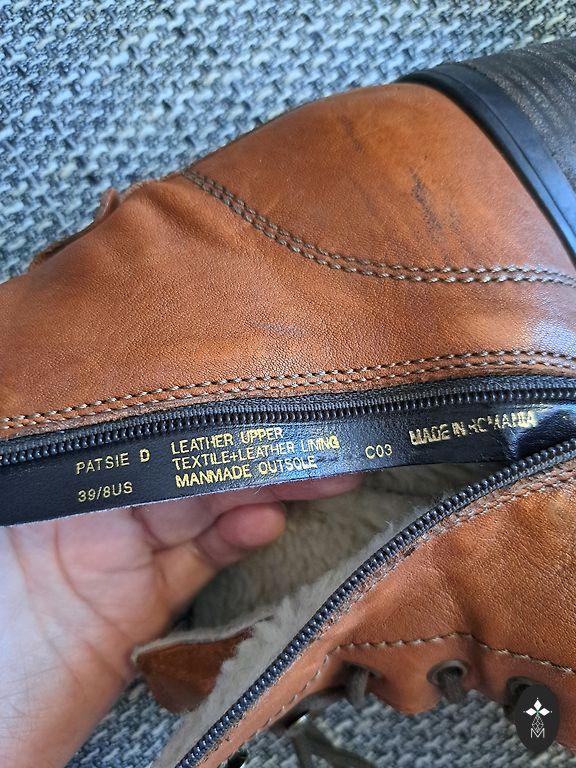 PATSIE D
39/8US
LEATHER UPPER
TEXTILE+LEATHER LINING
MANMADE OUTSOLE
C03
MADE IN ROMANIA
M